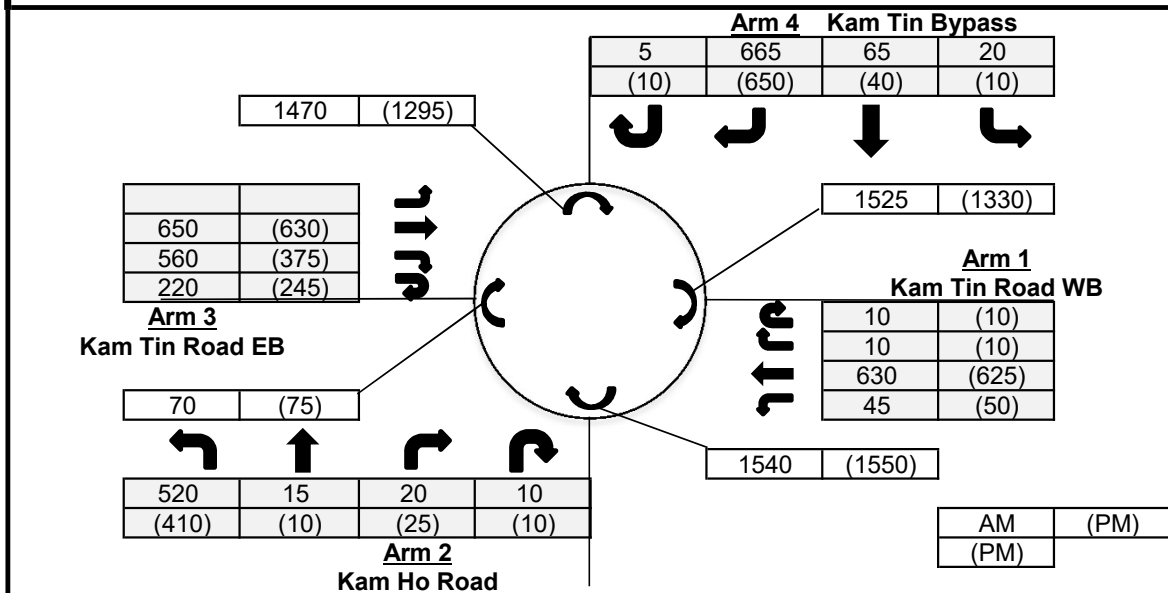 Arm 4 Kam Tin Bypass
5 665 65 20
(10) (650) (40) (10)
1470 (1295)
1525 (1330)
650 (630)
560 (375)
220 (245)
Arm 3
Kam Tin Road EB
Arm 1
Kam Tin Road WB
10 (10)
10 (10)
630 (625)
45 (50)
70 (75)
1540 (1550)
520 15 20 10
(410) (10) (25) (10)
Arm 2
Kam Ho Road
AM (PM)
(PM)